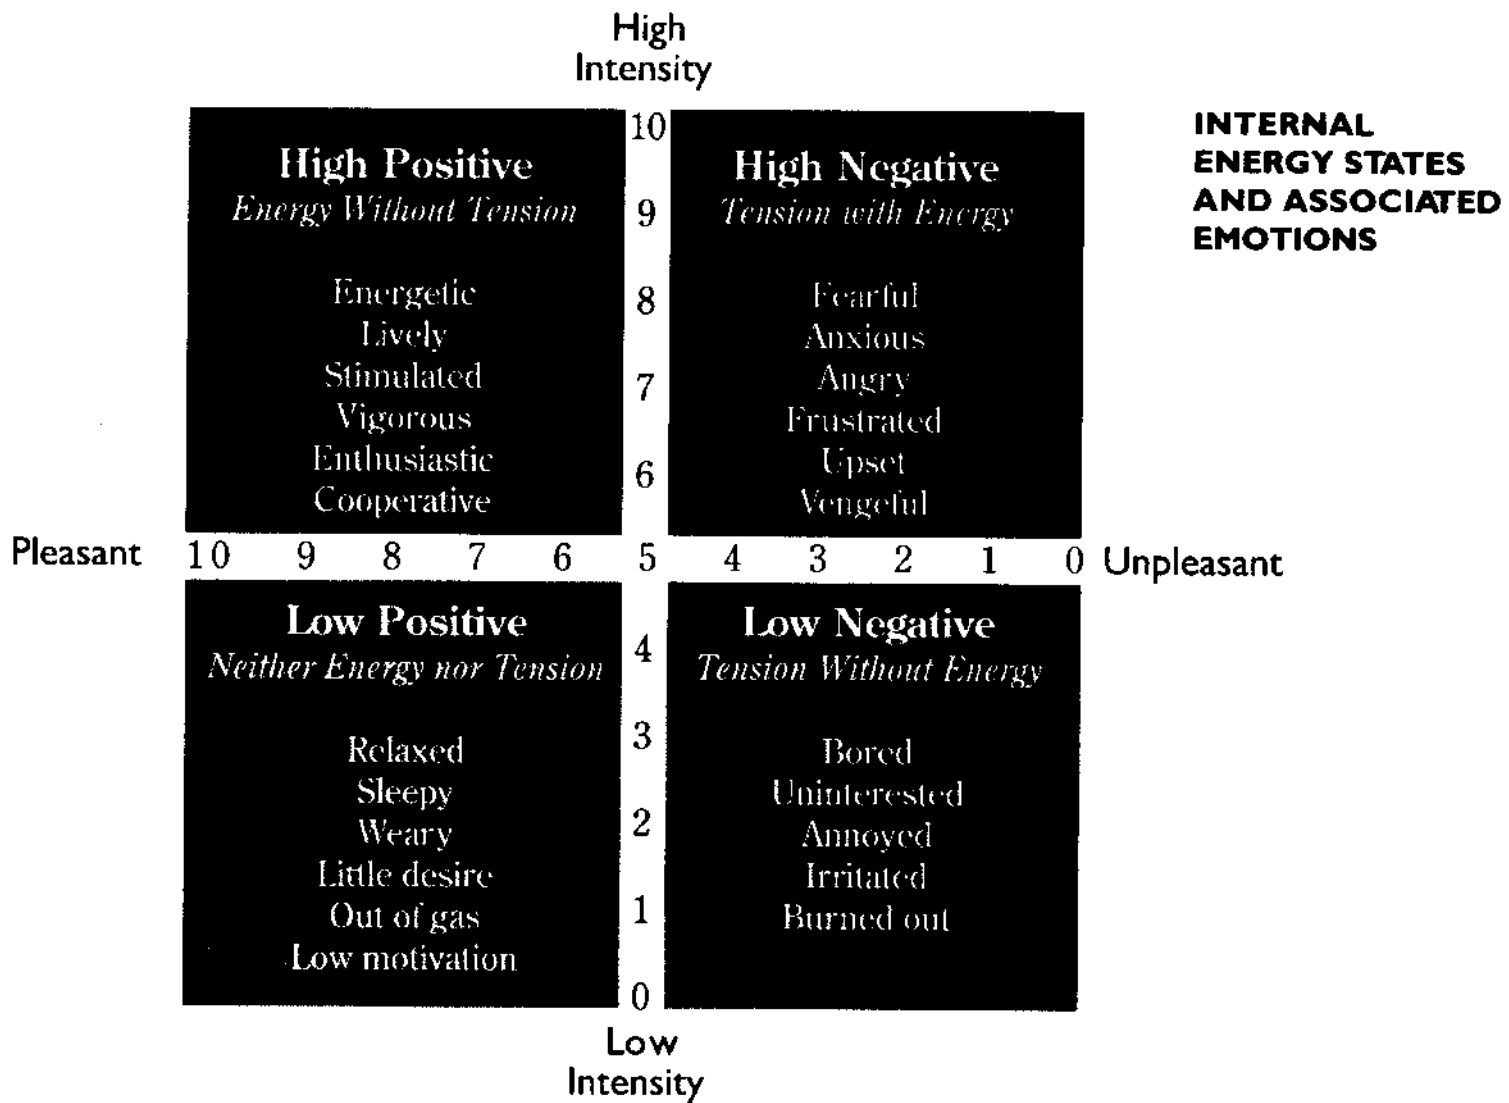 High
Intensity
INTERNAL
ENERGY STATES
AND ASSOCIATED
EMOTIONS
High Positive
Energy Without Tension
Energetic
Lively
Stimulated
Vigorous
Enthusiastic
Cooperative
10
9
8
7
6
High Negative
Tension with Energy
Fearful
Anxious
Angry
Frustrated
Upset
Vengeful
Pleasant 10 9 8 7 6 5 4 3 2 1 0 Unpleasant
Low Positive
Neither Energy nor Tension
Relaxed
Sleepy
Weary
Little desire
Out of gas
Low motivation
4
3
2
1
0
Low Negative
Tension Without Energy
Bored
Uninterested
Annoyed
Irritated
Burned out
Low
Intensity